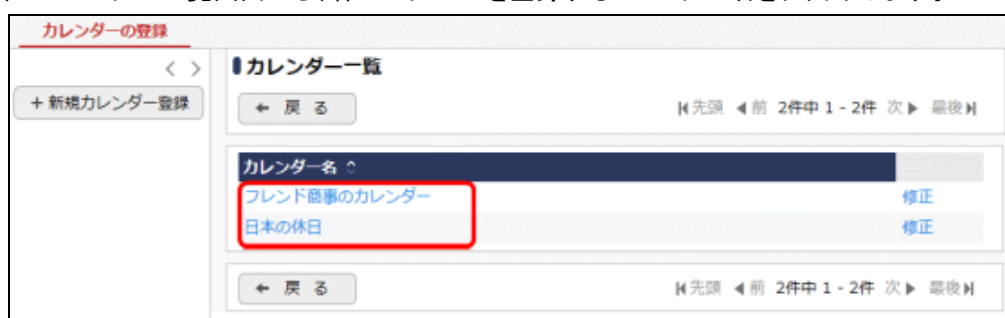 カレンダーの登録
< >
+ 新規カレンダー登録
カレンダー一覧
← 戻 る
先頭 ◀前 2件中 1 - 2件 次▶ 最後
カレンダー名
フレンド商事のカレンダー 修正
日本の休日 修正
← 戻 る
先頭 ◀前 2件中 1 - 2件 次▶ 最後